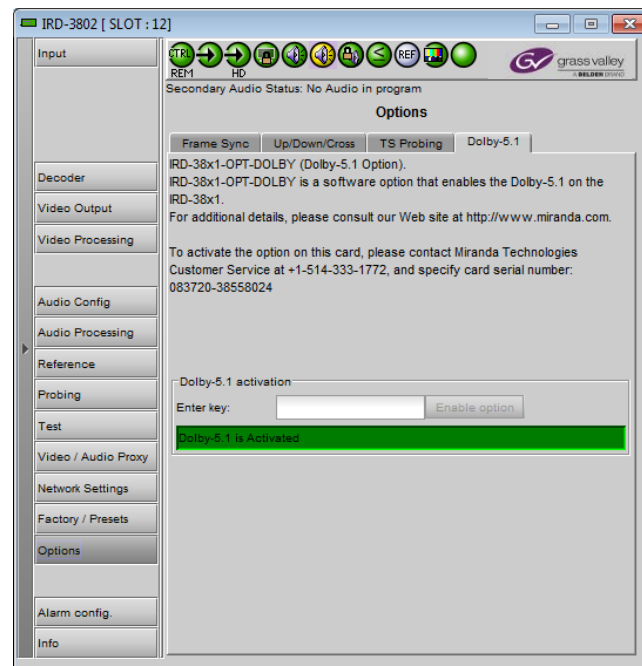 IRD-3802 [ SLOT : 12]
Input
Decoder
Video Output
Video Processing
Audio Config
Audio Processing
Reference
Probing
Test
Video / Audio Proxy
Network Settings
Factory / Presets
Options
Alarm config.
Info
CTRL
REF
REM
HD
GV grassvalley
A BELDEN BRAND
Secondary Audio Status: No Audio in program
Options
Frame Sync
Up/Down/Cross
TS Probing
Dolby-5.1
IRD-38x1-OPT-DOLBY (Dolby-5.1 Option).
IRD-38x1-OPT-DOLBY is a software option that enables the Dolby-5.1 on the
IRD-38x1.
For additional details, please consult our Web site at http://www.miranda.com.
To activate the option on this card, please contact Miranda Technologies
Customer Service at +1-514-333-1772, and specify card serial number:
083720-38558024
Dolby-5.1 activation
Enter key:
Enable option
Dolby-5.1 is Activated